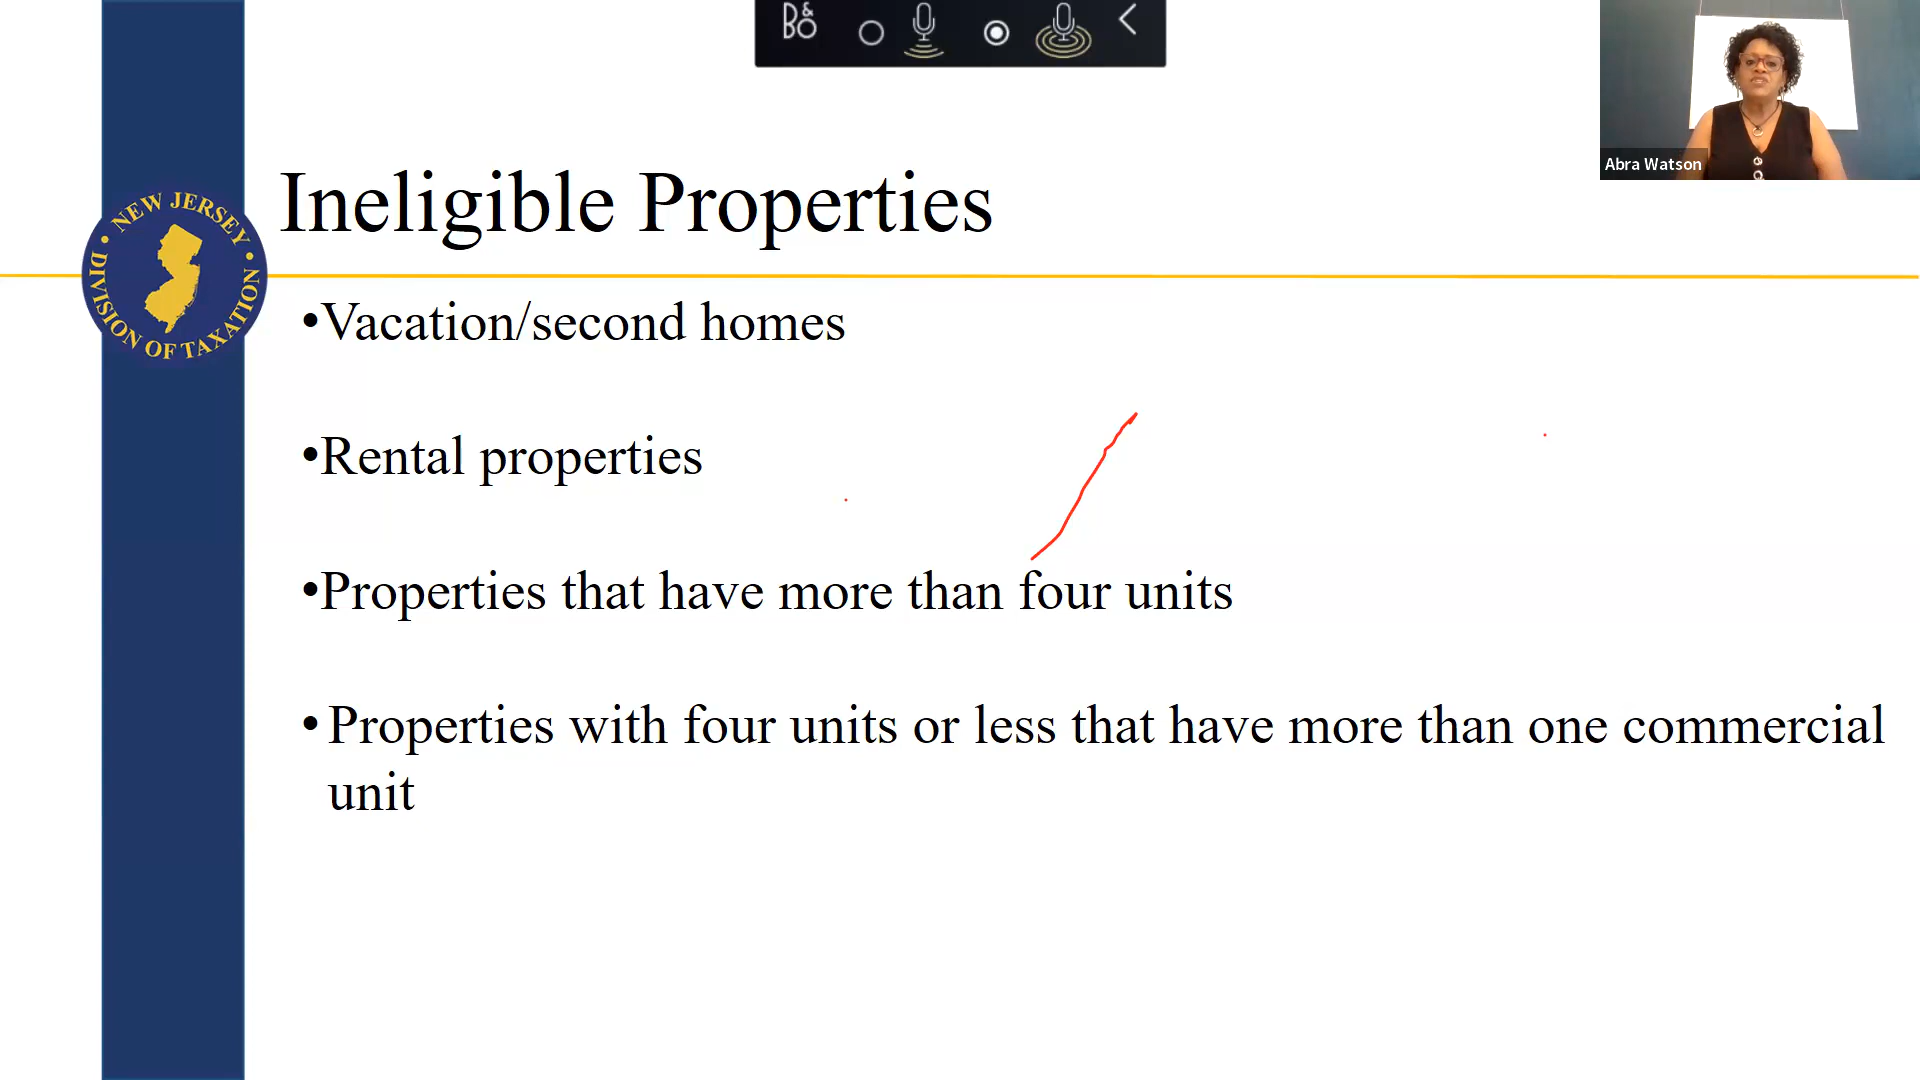 B&O
Abra Watson
NEW JERSEY
DIVISION OF TAXATION
Ineligible Properties
•Vacation/second homes
•Rental properties
•Properties that have more than four units
• Properties with four units or less that have more than one commercial
unit